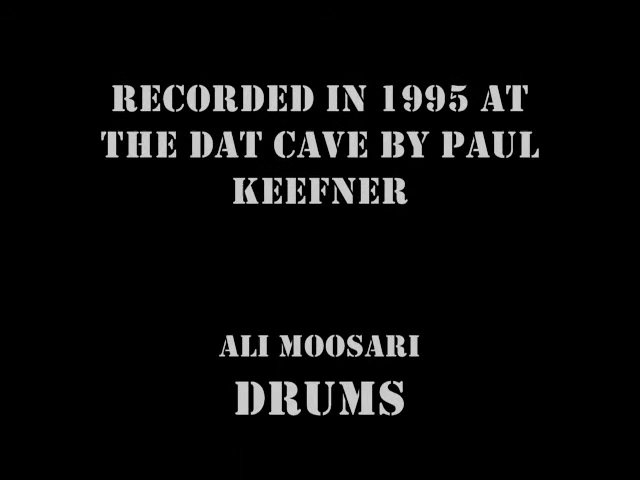 RECORDED IN 1995 AT
THE DAT CAVE BY PAUL
KEEFNER
ALI MOOSARI
DRUMS